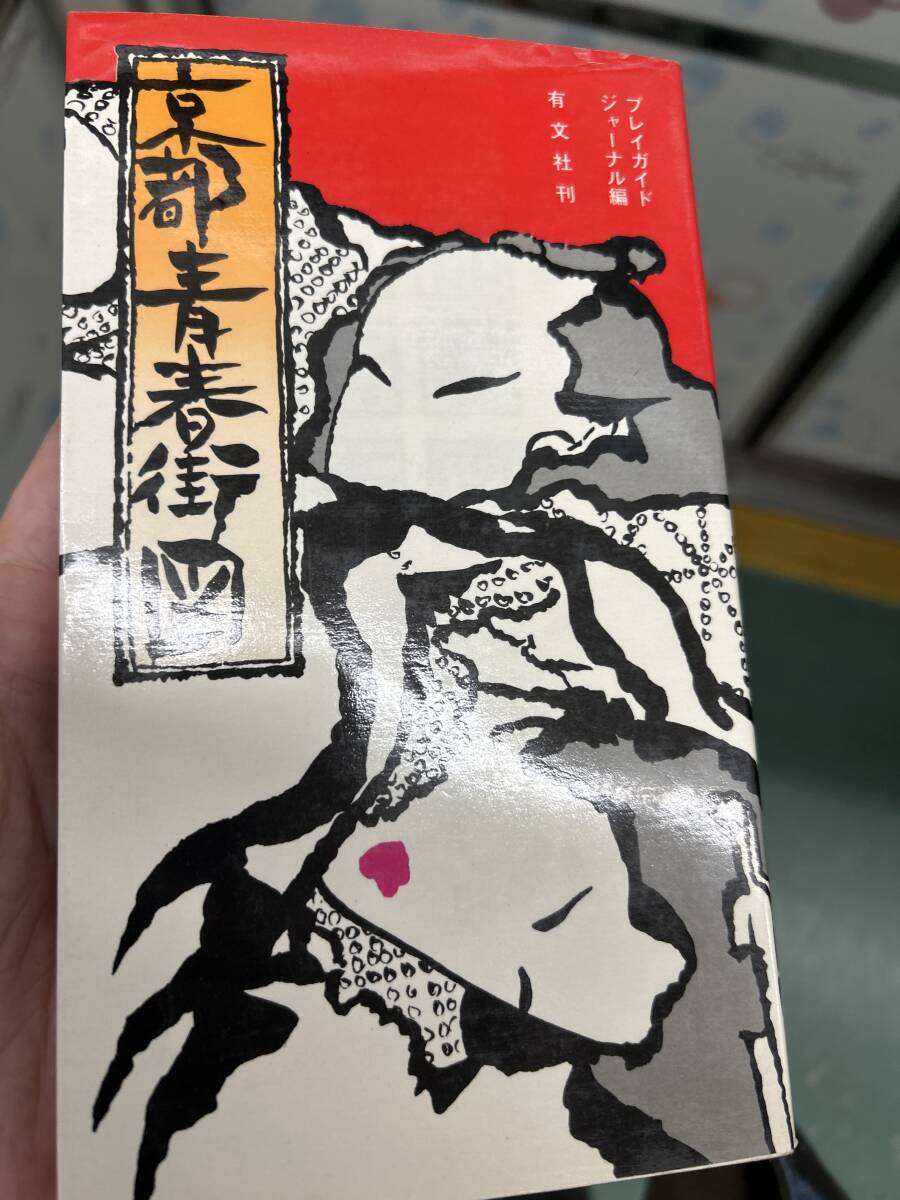 プレイガイド
ジャーナル編
有文社刊
京都青春街図